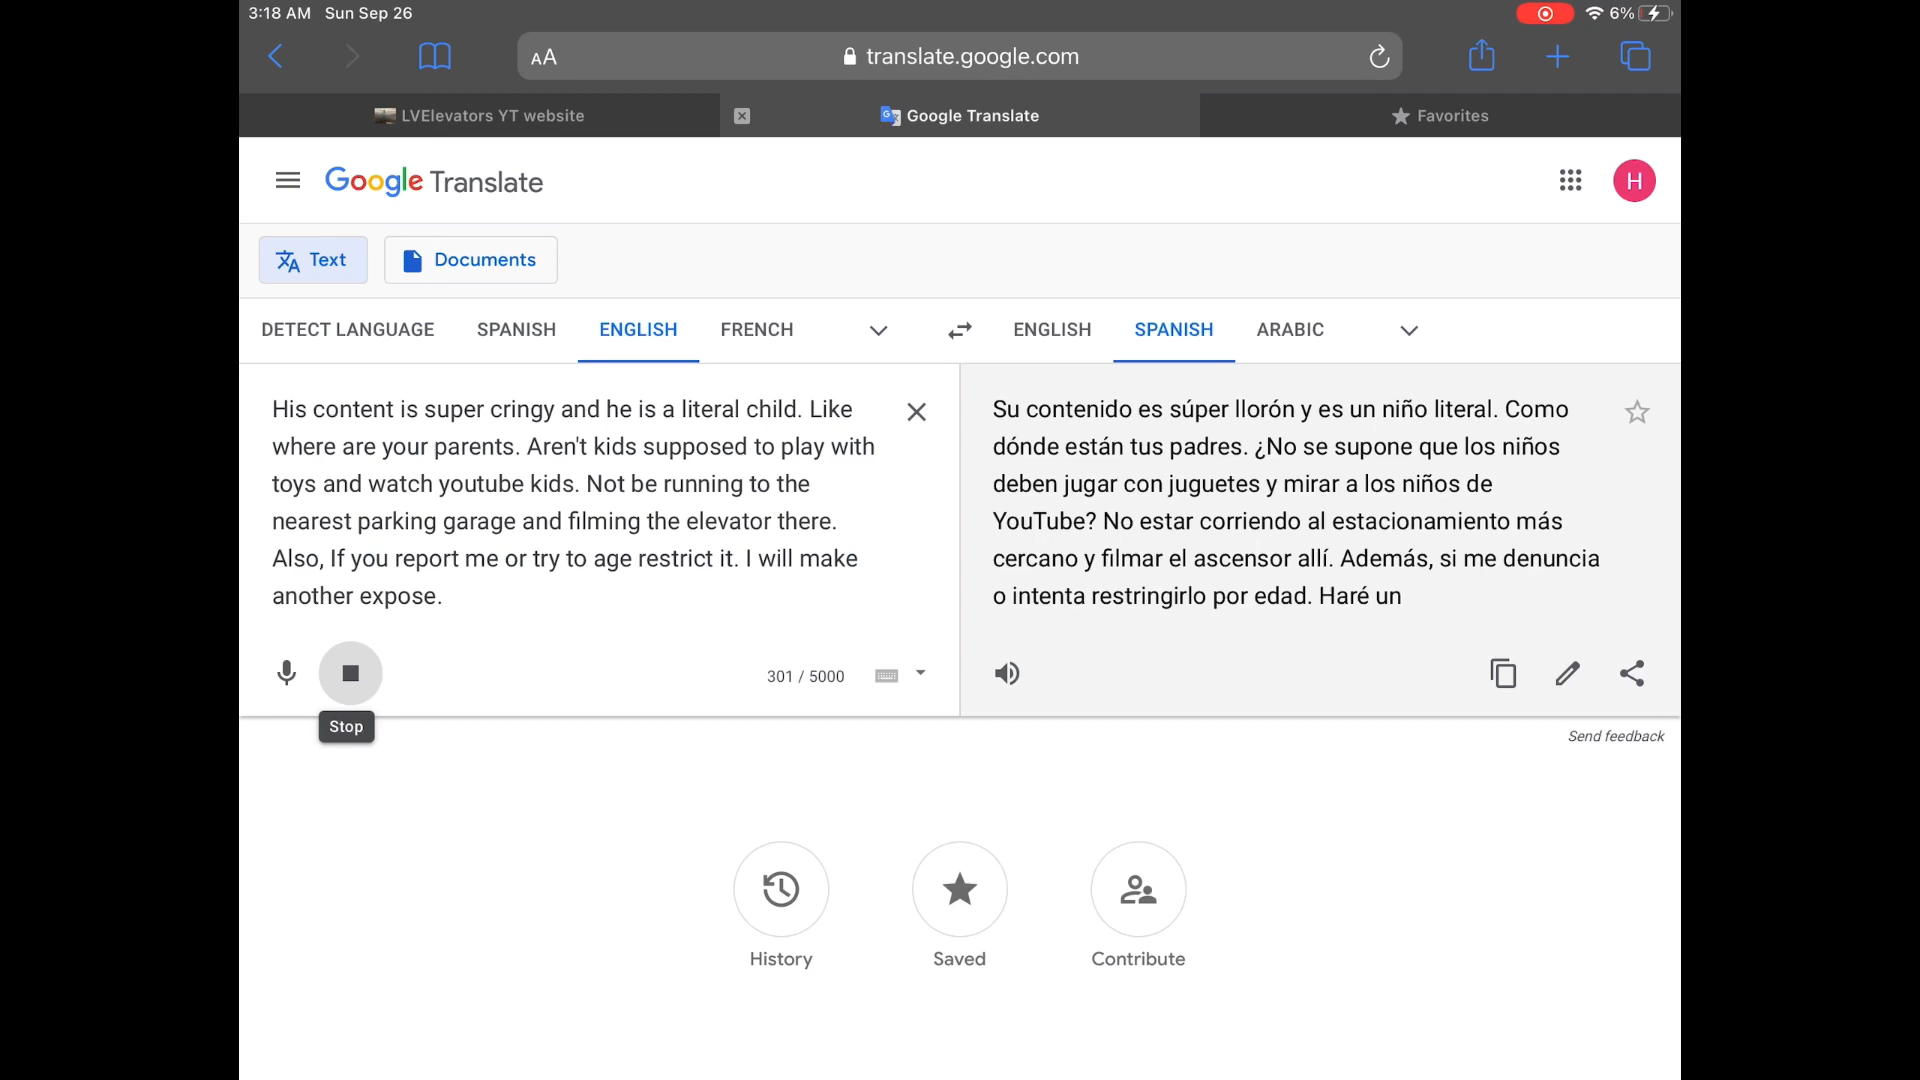 3:18 AM Sun Sep 26
6%
AA
translate.google.com
LVElevators YT website
Google Translate
Favorites
Google Translate
H
Text
Documents
DETECT LANGUAGE
SPANISH
ENGLISH
FRENCH
ENGLISH
SPANISH
ARABIC
His content is super cringy and he is a literal child. Like
where are your parents. Aren't kids supposed to play with
toys and watch youtube kids. Not be running to the
nearest parking garage and filming the elevator there.
Also, If you report me or try to age restrict it. I will make
another expose.
Su contenido es súper llorón y es un niño literal. Como
dónde están tus padres. ¿No se supone que los niños
deben jugar con juguetes y mirar a los niños de
YouTube? No estar corriendo al estacionamiento más
cercano y filmar el ascensor allí. Además, si me denuncia
o intenta restringirlo por edad. Haré un
301 / 5000
Stop
Send feedback
History
Saved
Contribute